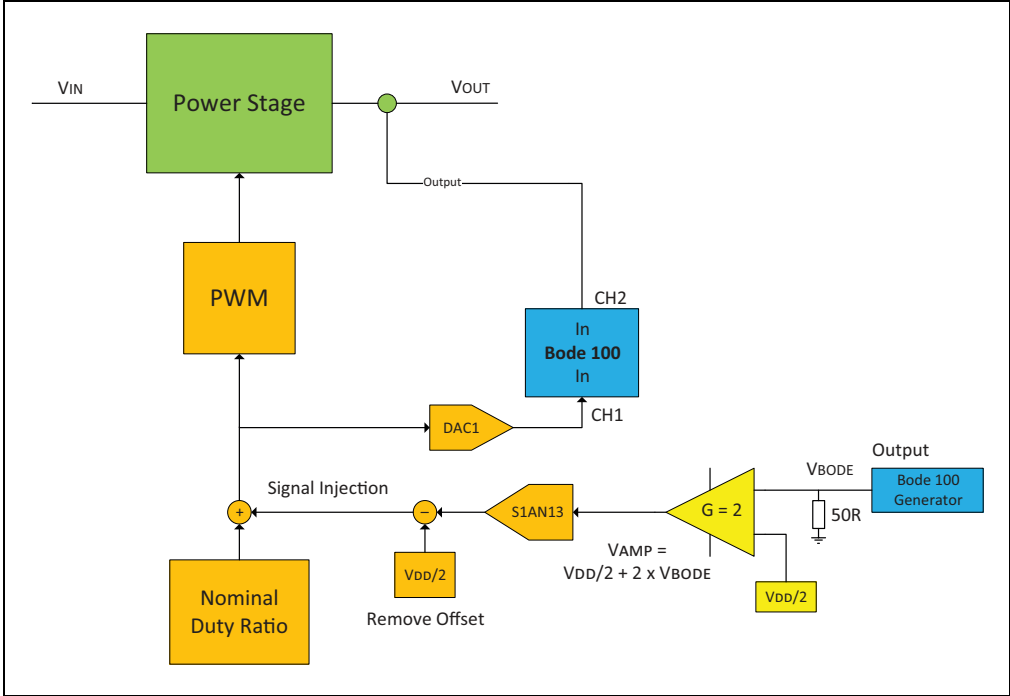 VIN
Power Stage
VOUT
Output
PWM
CH2
In
Bode 100
In
CH1
DAC1
Output
VBODE
Bode 100
Generator
Signal Injection
S1AN13
G = 2
50R
+
−
VAMP =
VDD/2 + 2 x VBODE
VDD/2
VDD/2
Nominal
Duty Ratio
Remove Offset